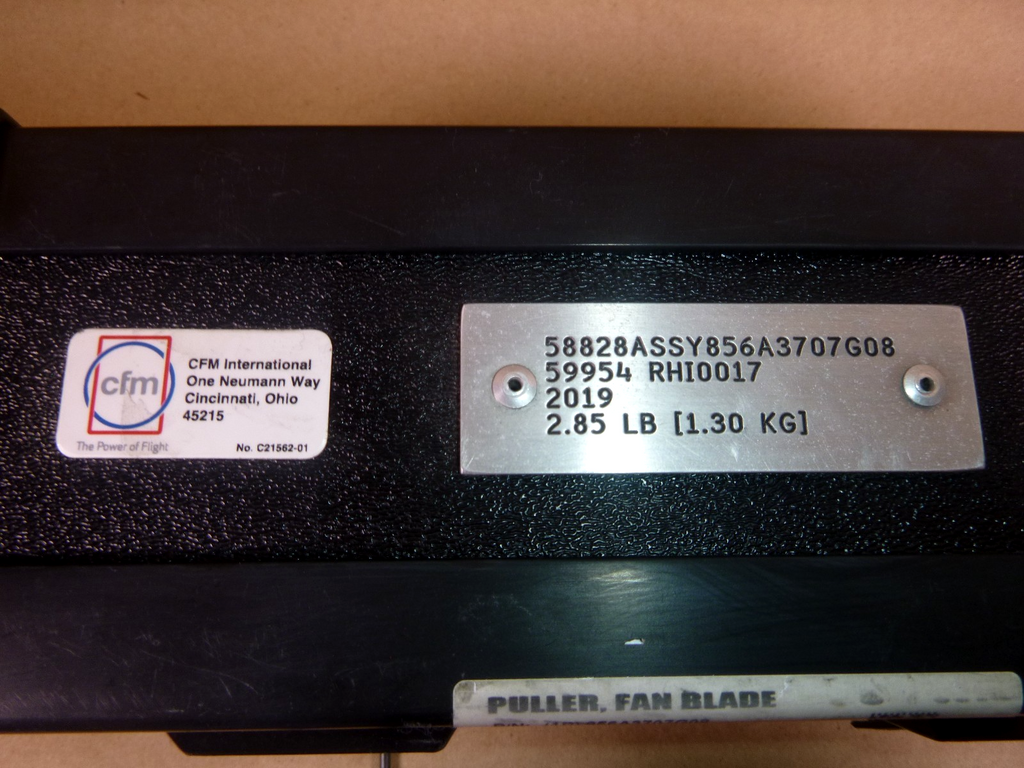 cfm
CFM International
One Neumann Way
Cincinnati, Ohio
45215
The Power of Flight
No. C21562-01
58828ASSY856A3707G08
59954 RHI0017
2019
2.85 LB [1.30 KG]
PULLER, FAN BLADE